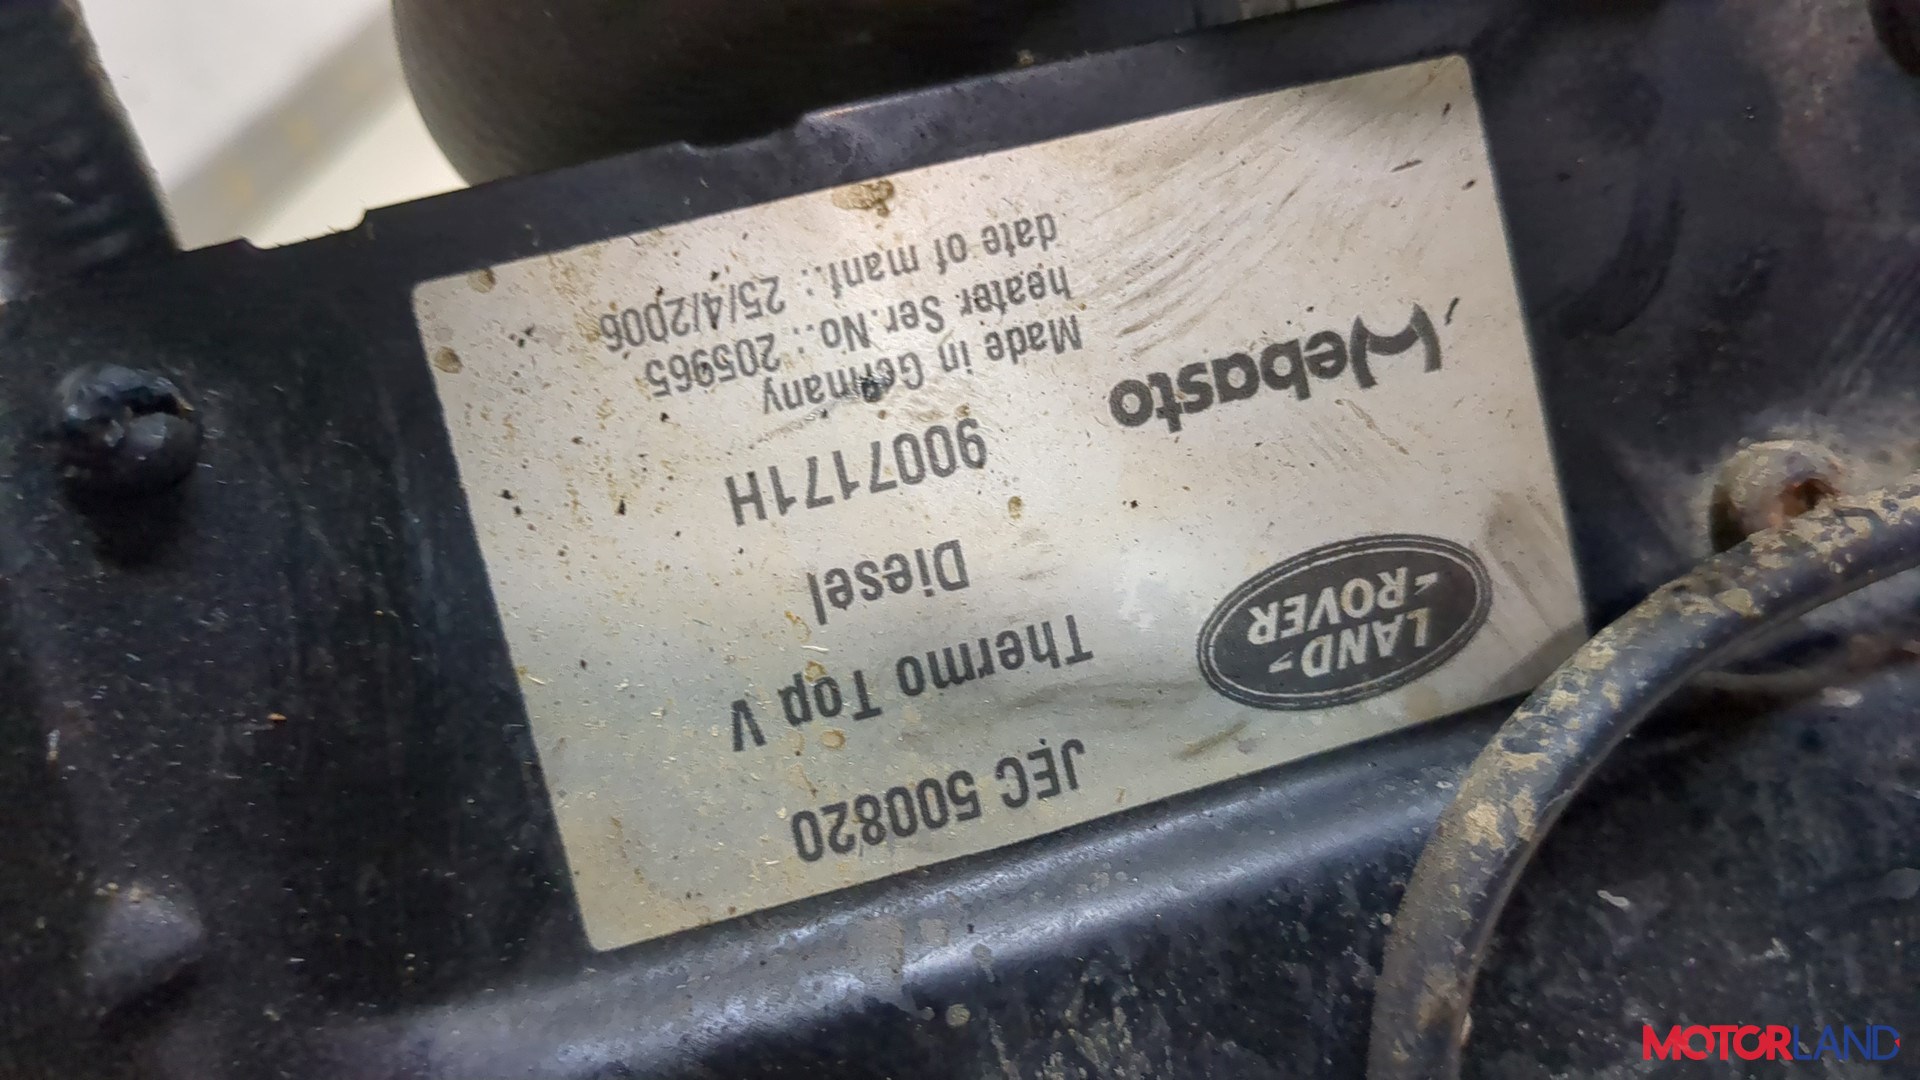 JEC 500820
Thermo Top V
Diesel
9007171H
Made in Germany
heater Ser.No.: 205965
date of manf.: 25/4/2006
LAND-
-ROVER
Webasto
MOTORLAND